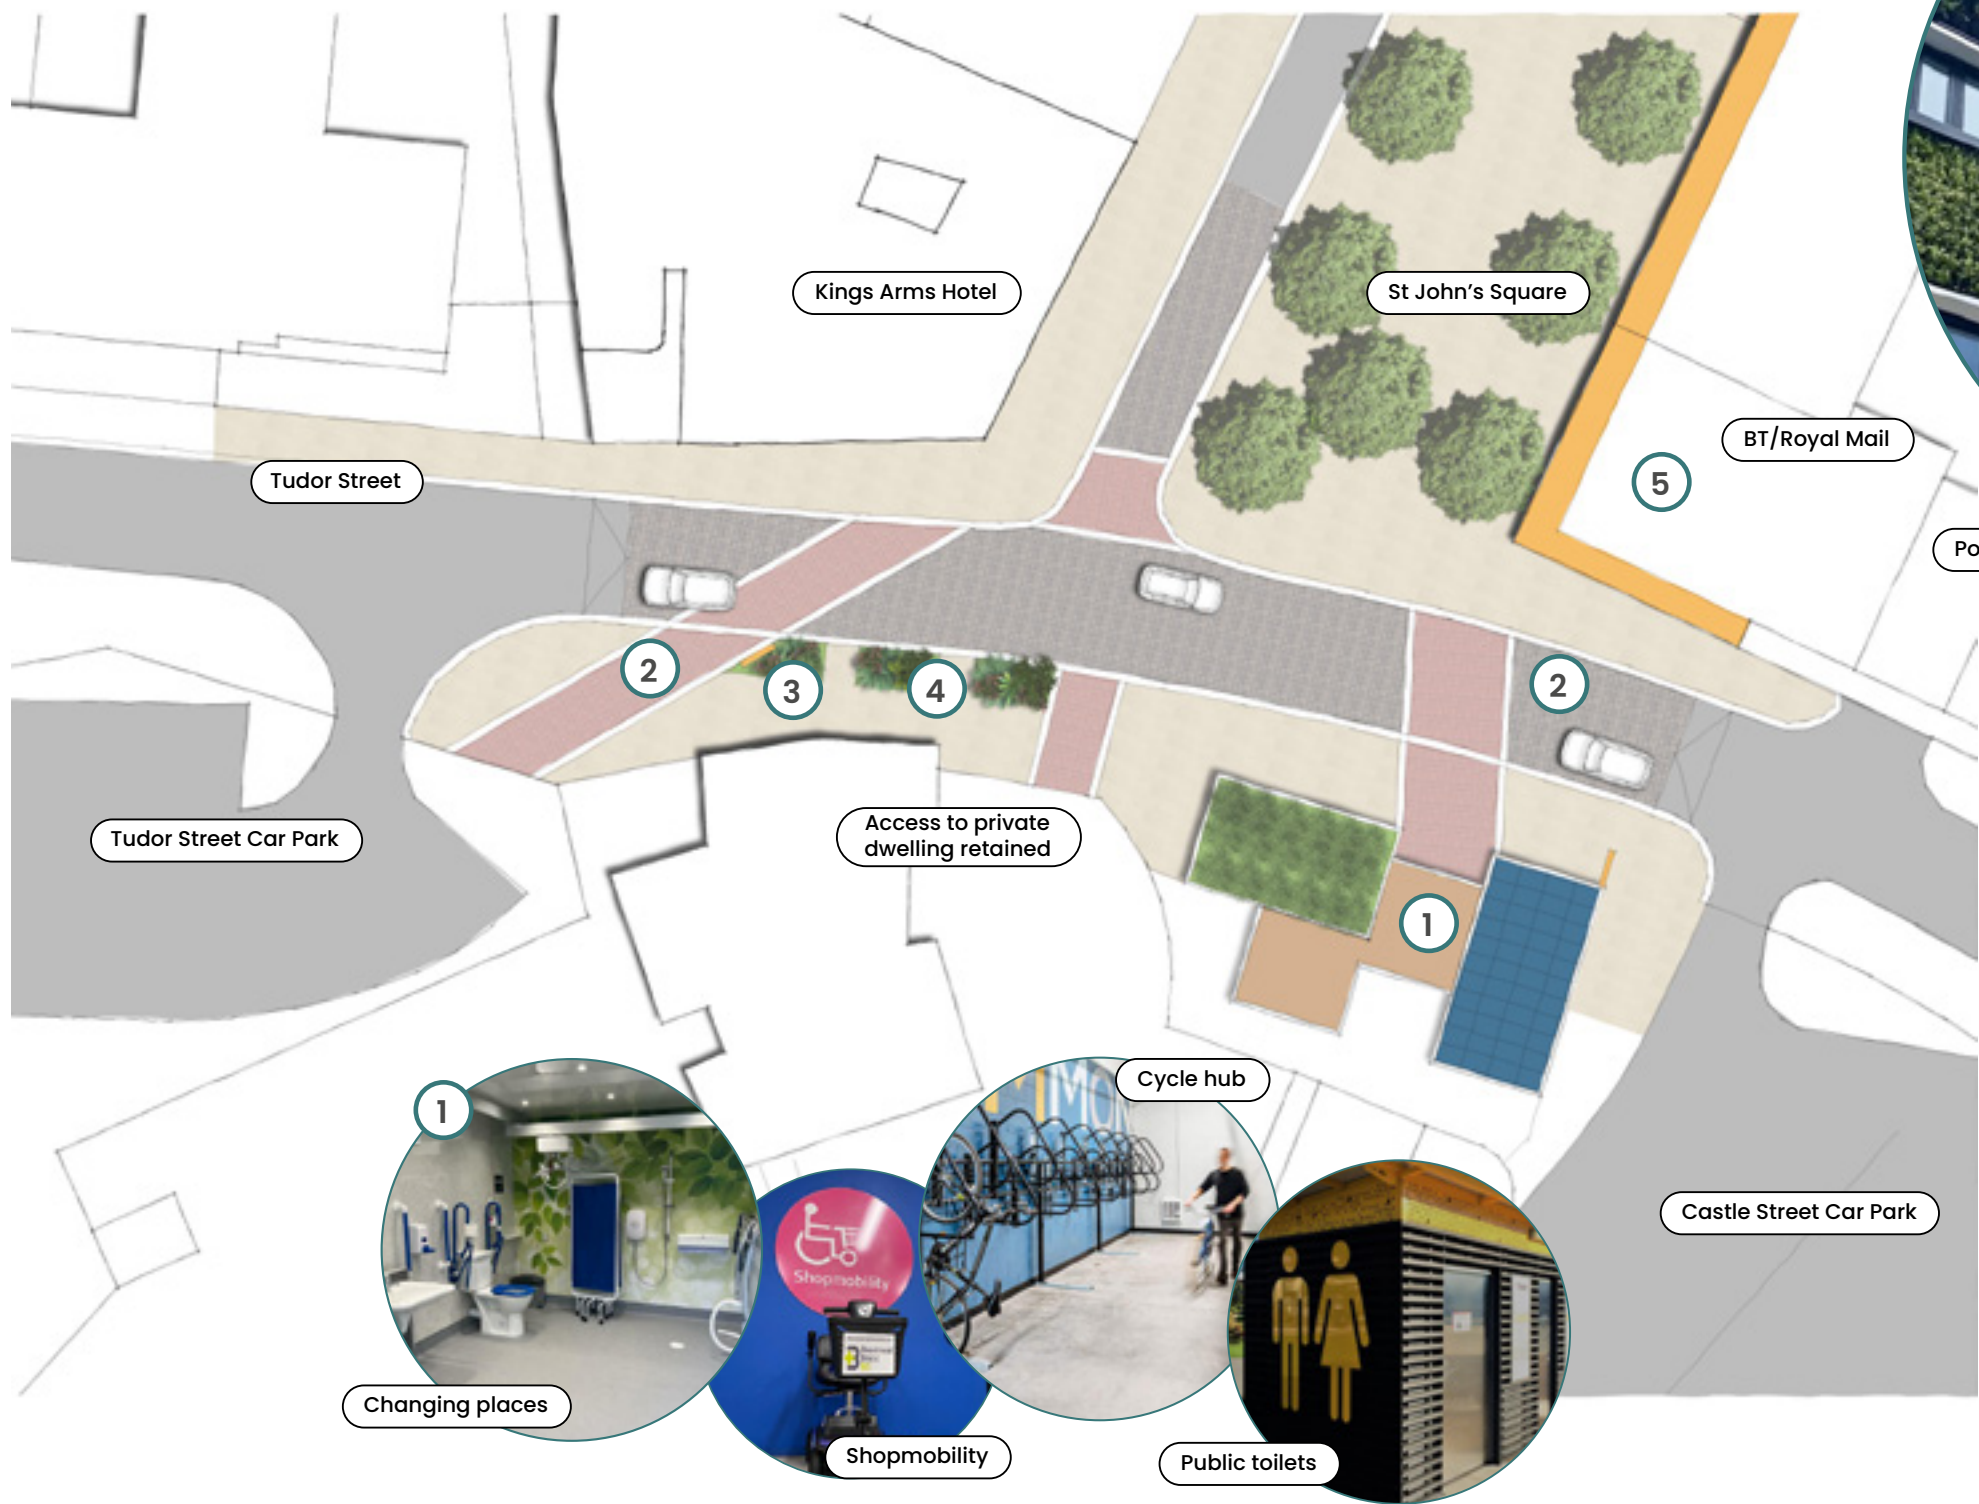 Kings Arms Hotel
St John's Square
BT/Royal Mail
Tudor Street
5
Po
2
3
4
2
Tudor Street Car Park
Access to private
dwelling retained
1
Cycle hub
1
Castle Street Car Park
Shopmobility
Changing places
Shopmobility
Public toilets